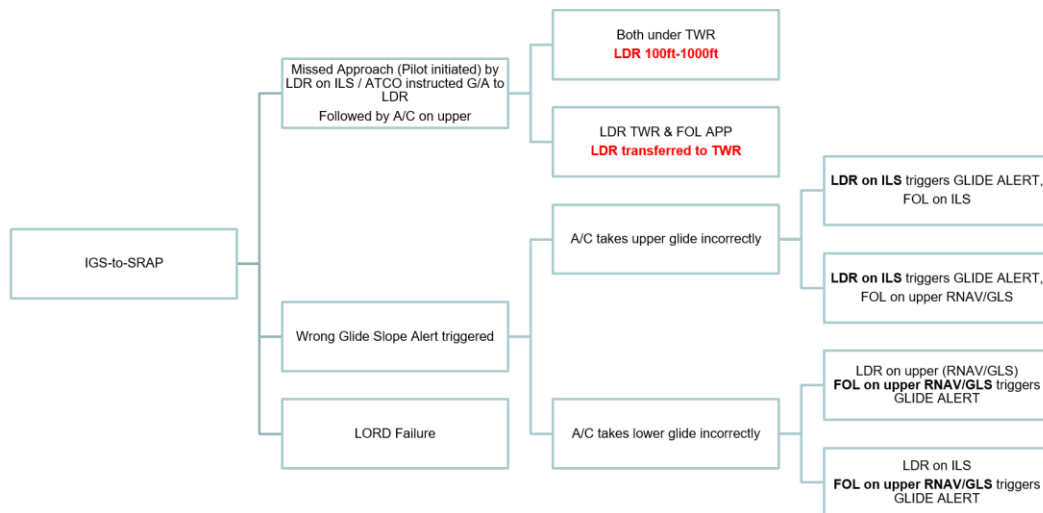 IGS-to-SRAP
Missed Approach (Pilot initiated) by
LDR on ILS / ATCO instructed G/A to
LDR
Followed by A/C on upper
Both under TWR
LDR 100ft-1000ft
LDR TWR & FOL APP
LDR transferred to TWR
Wrong Glide Slope Alert triggered
A/C takes upper glide incorrectly
LDR on ILS triggers GLIDE ALERT,
FOL on ILS
LDR on ILS triggers GLIDE ALERT,
FOL on upper RNAV/GLS
A/C takes lower glide incorrectly
LDR on upper (RNAV/GLS)
FOL on upper RNAV/GLS triggers
GLIDE ALERT
LDR on ILS
FOL on upper RNAV/GLS triggers
GLIDE ALERT
LORD Failure